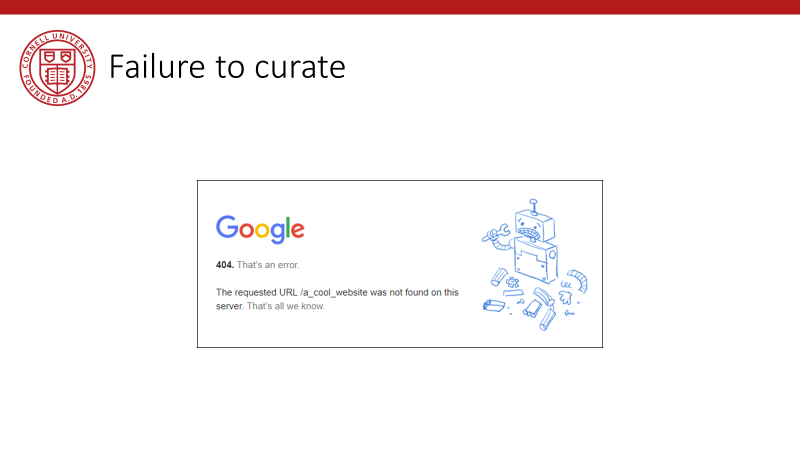 CORNELL UNIVERSITY
FOUNDED A.D. 1865
Failure to curate
Google
404. That's an error.
The requested URL /a_cool_website was not found on this
server. That's all we know.